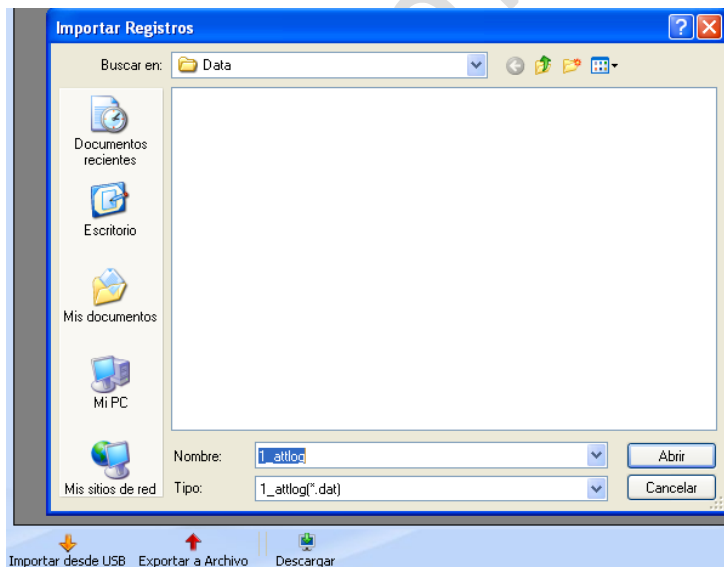 Importar Registros
Buscar en: Data
Documentos
recientes
Escritorio
Mis documentos
Mi PC
Mis sitios de red
Nombre: 1_attlog Abrir
Tipo: 1_attlog(*.dat) Cancelar
Importar desde USB Exportar a Archivo Descargar